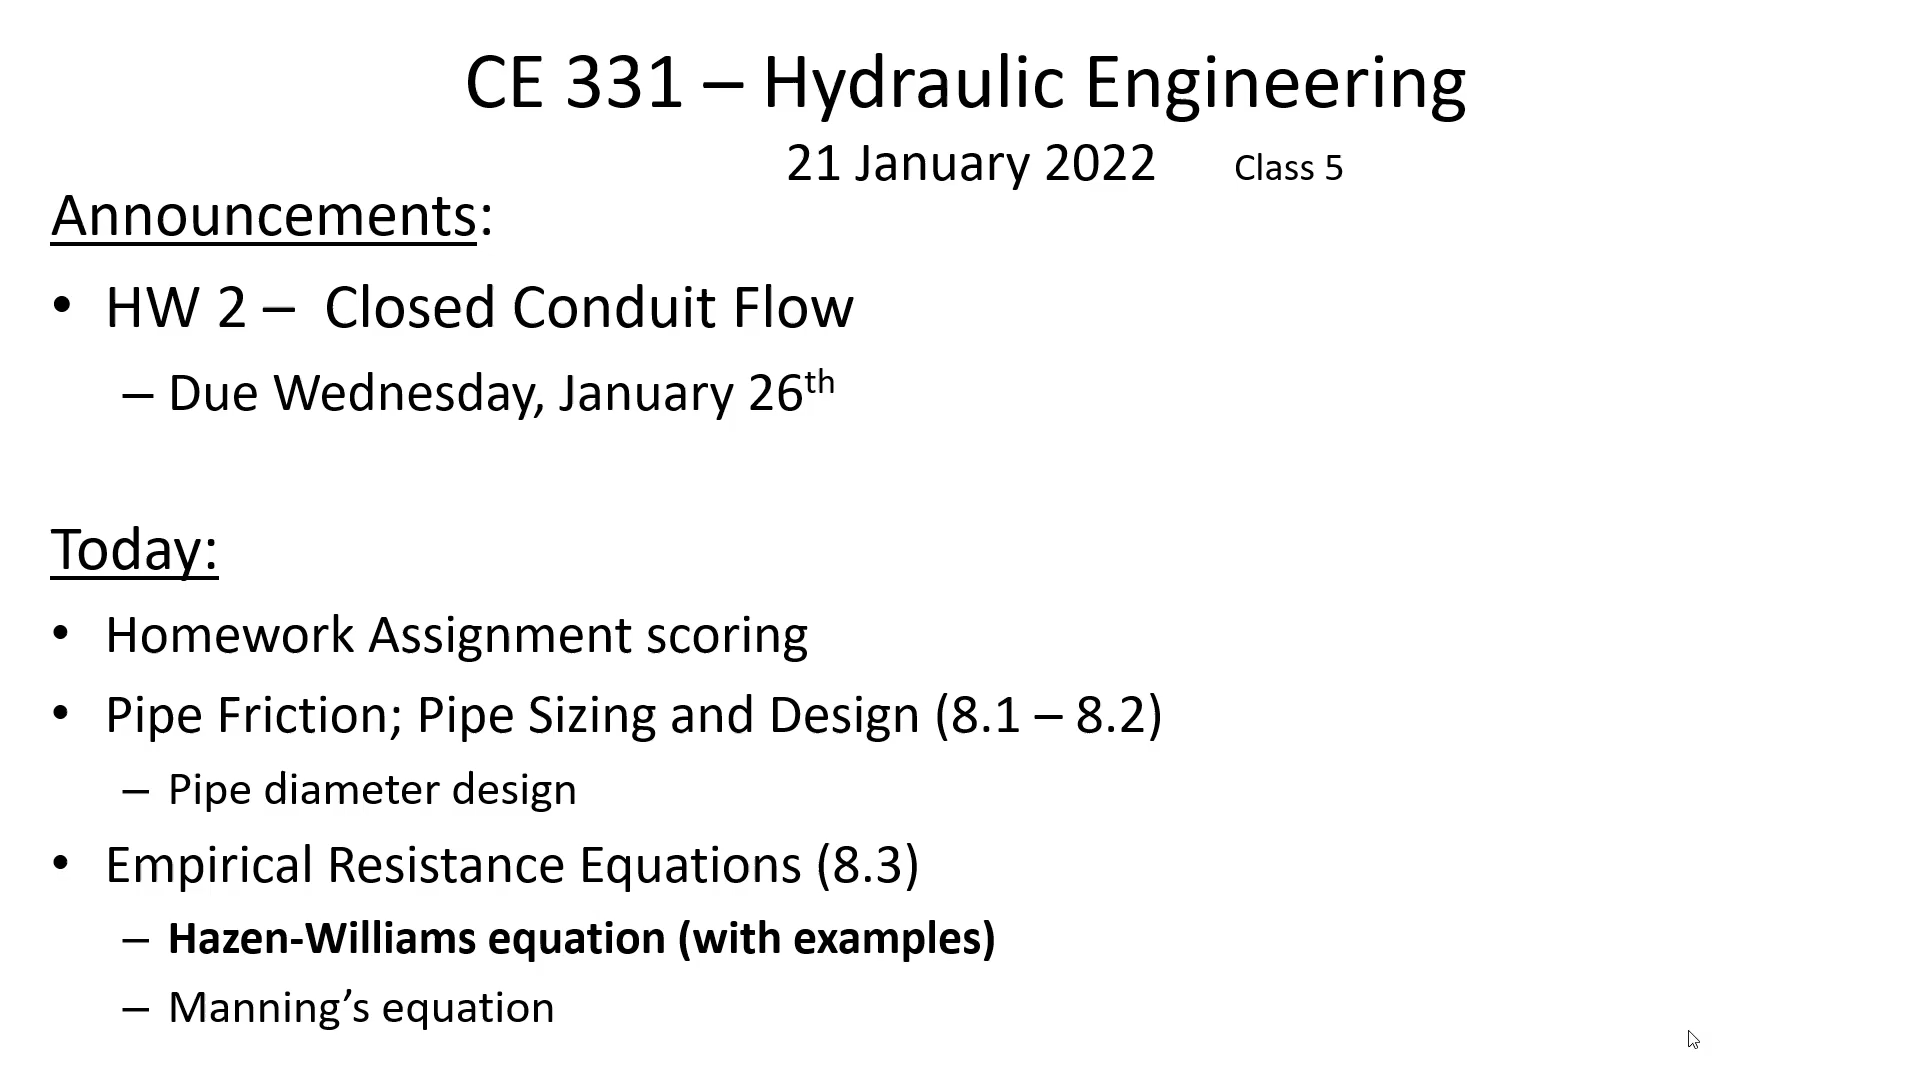 CE 331 – Hydraulic Engineering
21 January 2022 Class 5
Announcements:
• HW 2 – Closed Conduit Flow
– Due Wednesday, January 26th
Today:
• Homework Assignment scoring
• Pipe Friction; Pipe Sizing and Design (8.1 – 8.2)
– Pipe diameter design
• Empirical Resistance Equations (8.3)
– Hazen-Williams equation (with examples)
– Manning’s equation